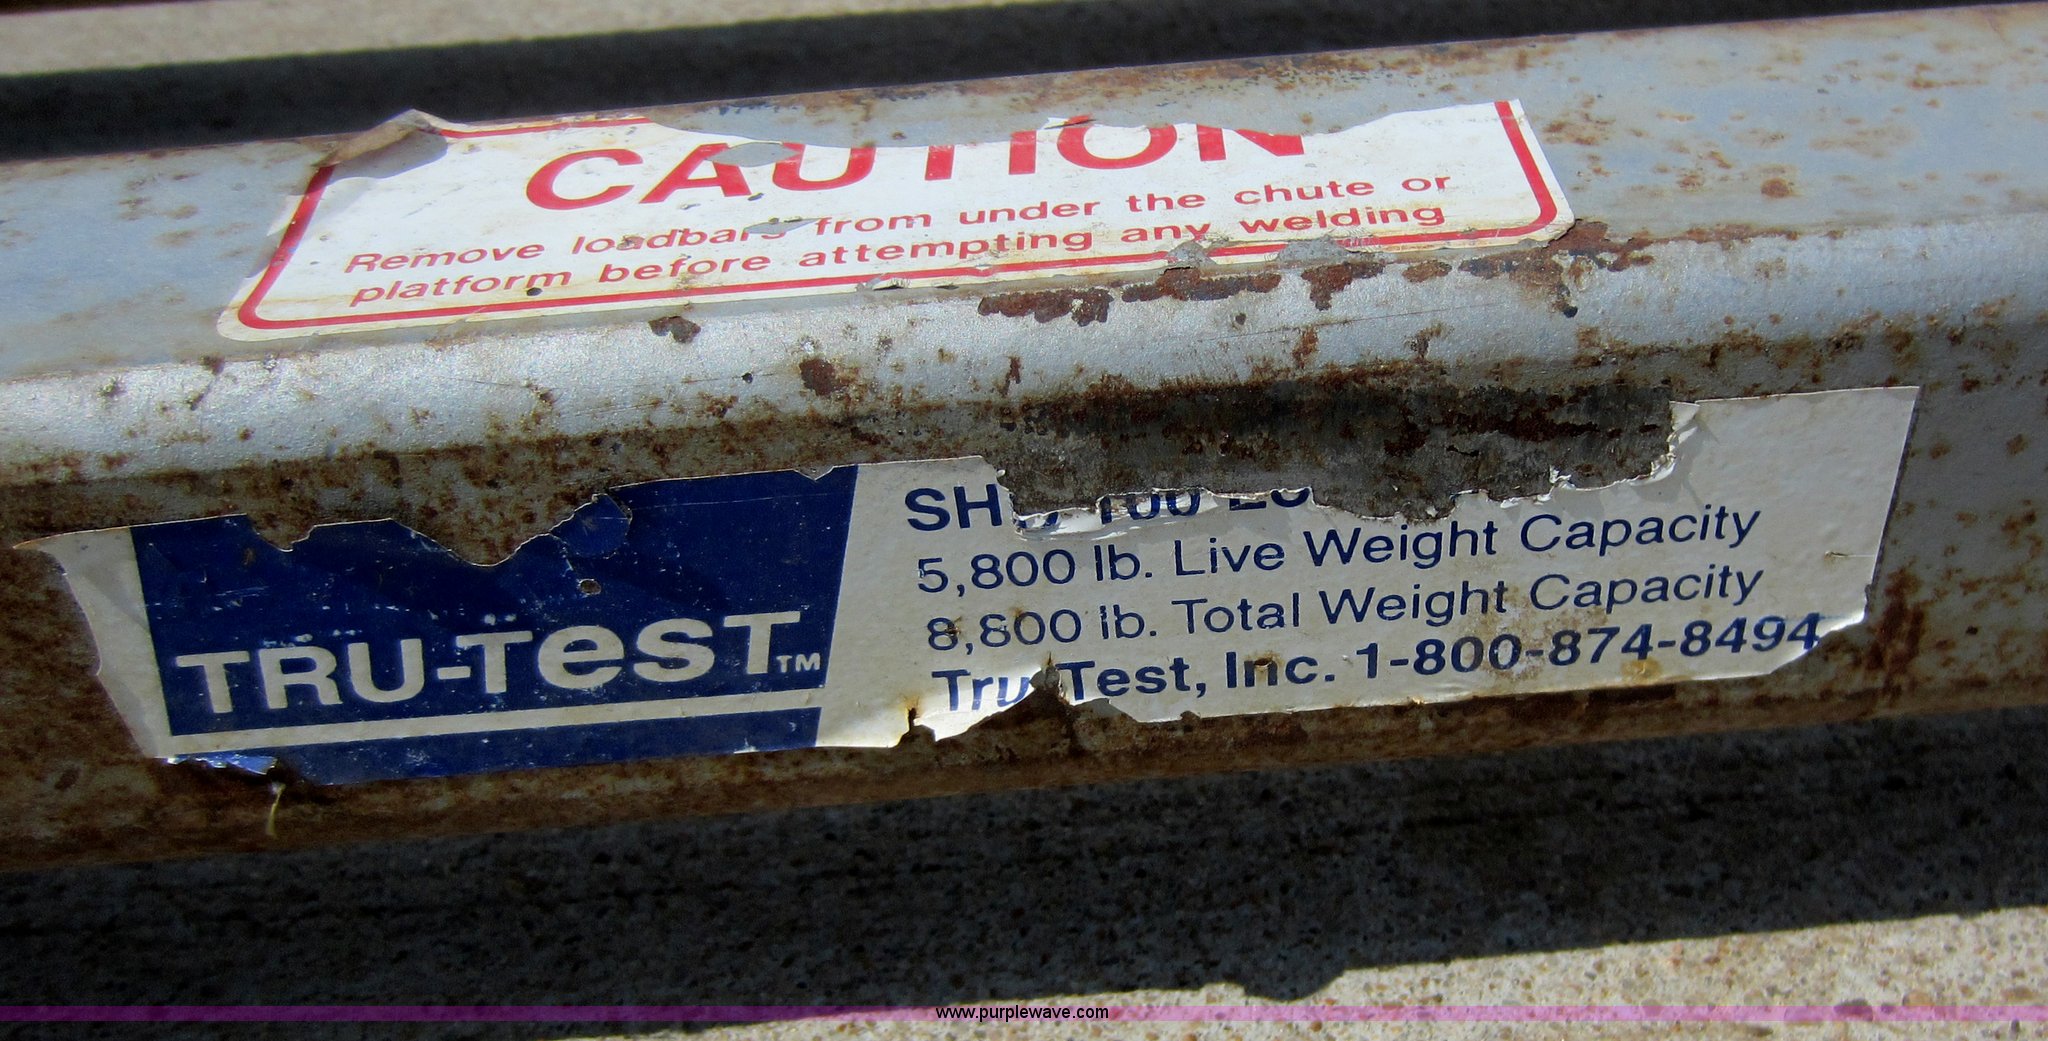 CAUTION
Remove loadbars from under the chute or
platform before attempting any welding
TRU-TEST™
5,800 lb. Live Weight Capacity
8,800 lb. Total Weight Capacity
Tru-Test, Inc. 1-800-874-8494
www.purplewave.com